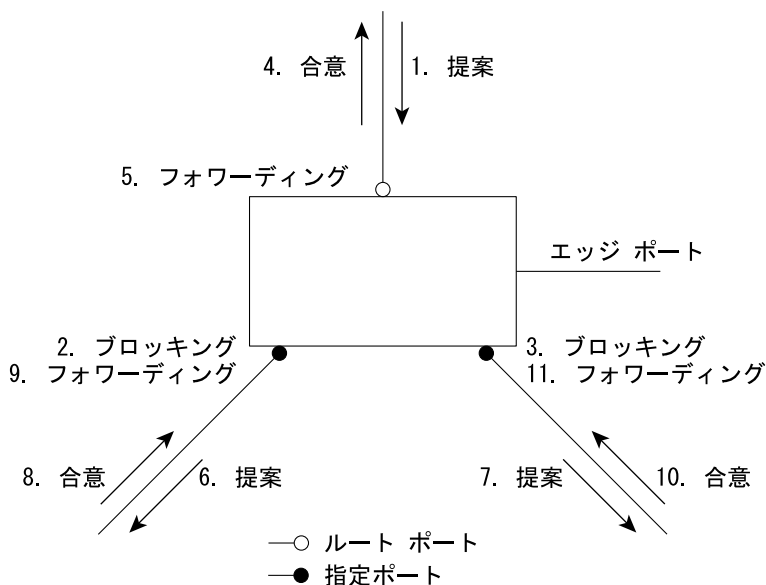 4. 合意
1. 提案
5. フォワーディング
エッジ ポート
2. ブロッキング
3. ブロッキング
9. フォワーディング
11. フォワーディング
8. 合意
6. 提案
7. 提案
10. 合意
ルート ポート
指定ポート